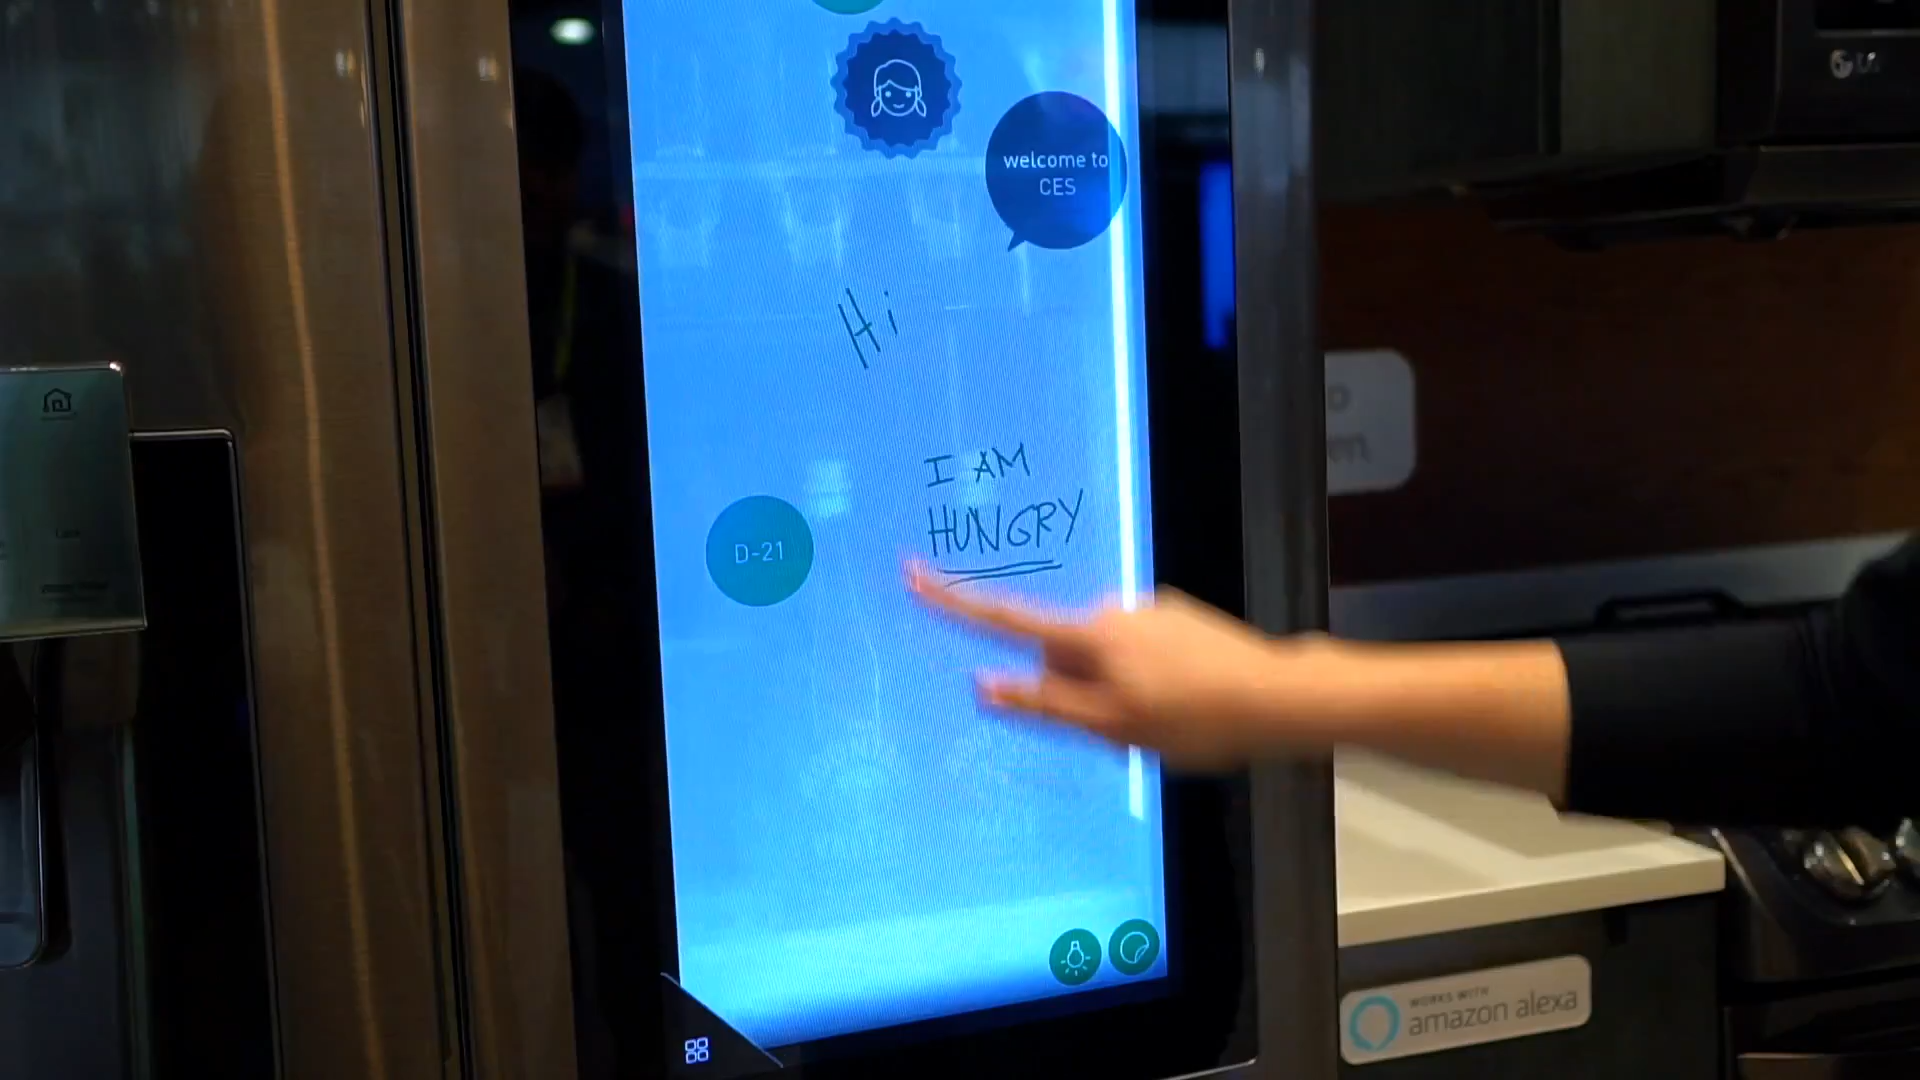 LG
welcome to
CES
Hi
I AM
HUNGRY
D-21
WORKS WITH
amazon alexa